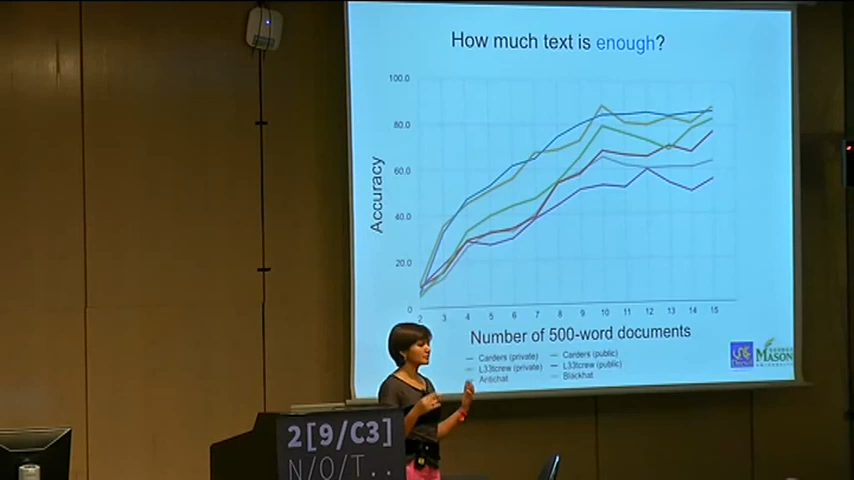 How much text is enough?
100.0
80.0
60.0
40.0
20.0
0
Accuracy
2 3 4 5 6 7 8 9 10 11 12 13 14 15
Number of 500-word documents
Carders (private) Carders (public)
L33tcrew (private) L33tcrew (public)
Antichat Blackhat
MASON
2[9/C3]
N/O/T..